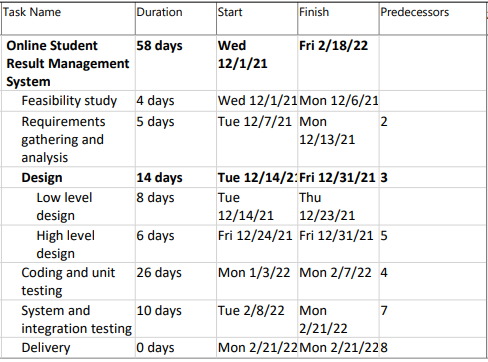 Task Name Duration Start Finish Predecessors
Online Student 58 days Wed Fri 2/18/22
Result Management 12/1/21
System
Feasibility study 4 days Wed 12/1/21 Mon 12/6/21
Requirements 5 days Tue 12/7/21 Mon 2
gathering and 12/13/21
analysis
Design 14 days Tue 12/14/21 Fri 12/31/21 3
Low level 8 days Tue Thu
design 12/14/21 12/23/21
High level 6 days Fri 12/24/21 Fri 12/31/21 5
design
Coding and unit 26 days Mon 1/3/22 Mon 2/7/22 4
testing
System and 10 days Tue 2/8/22 Mon 7
integration testing 2/21/22
Delivery 0 days Mon 2/21/22 Mon 2/21/22 8